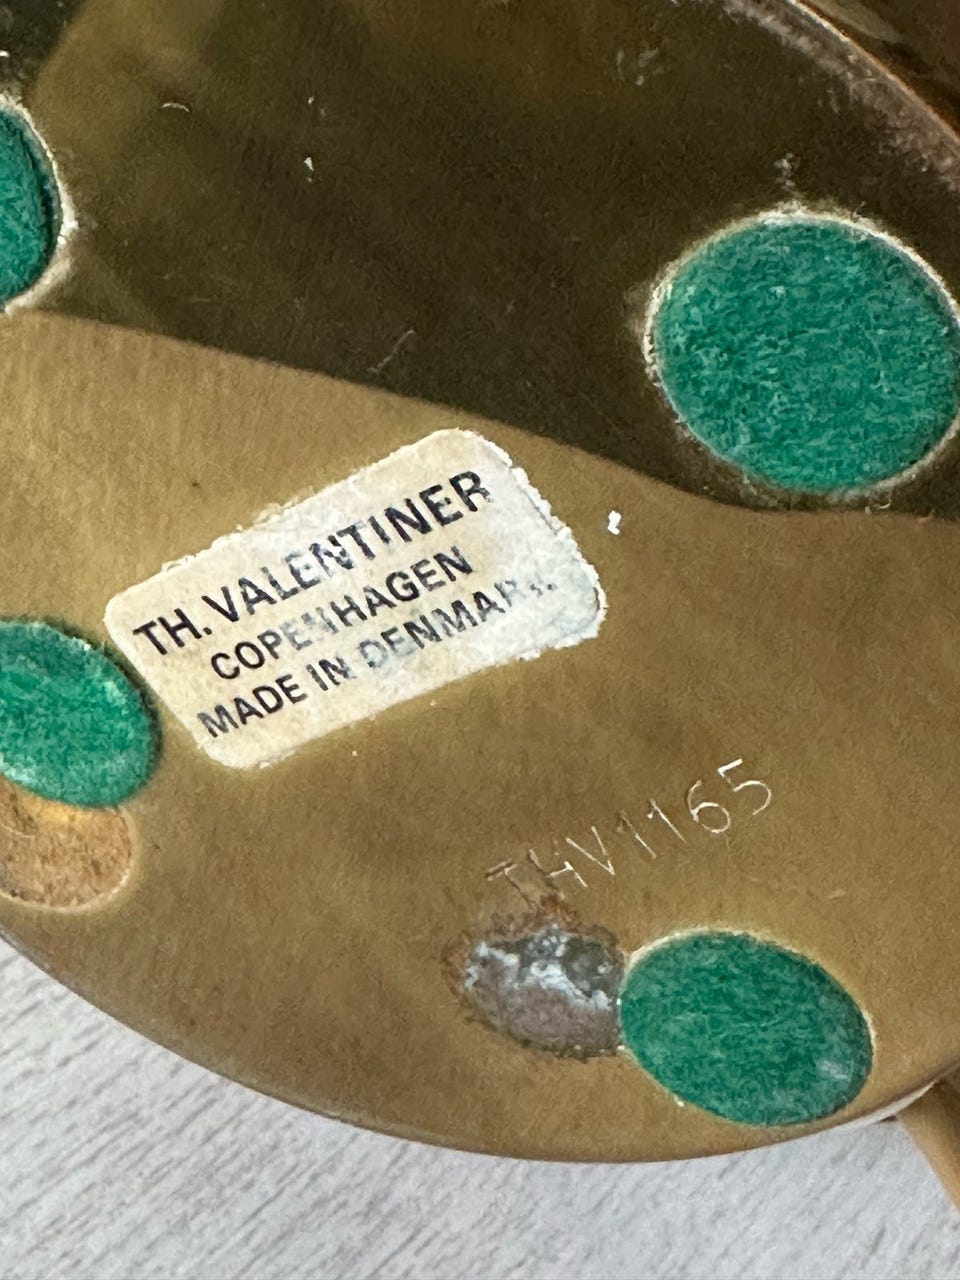 TH. VALENTINER
COPENHAGEN
MADE IN DENMARK
THV1165